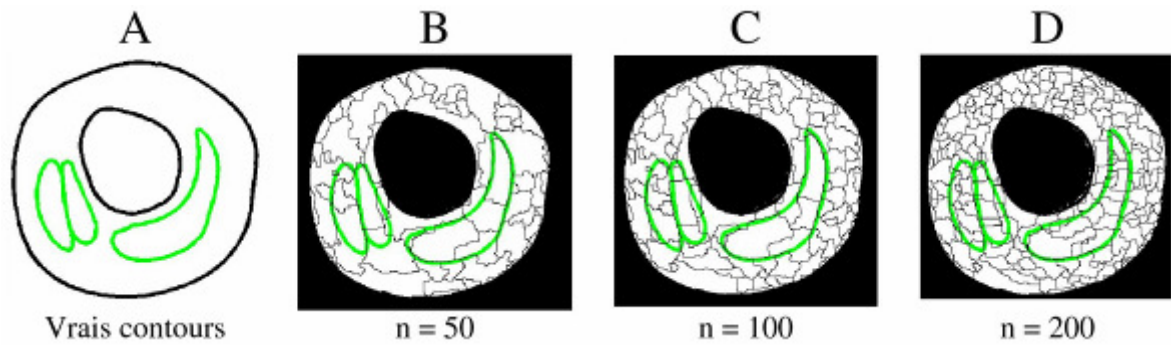 A
B
C
D
Vrais contours
n = 50
n = 100
n = 200